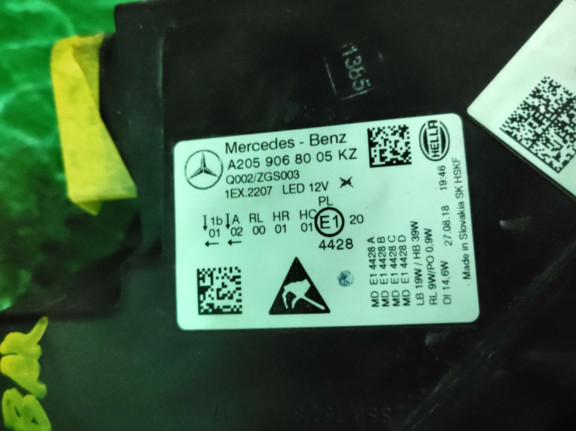 1385
Mercedes-Benz
A205 906 80 05 KZ
Q002/ZGS003
1EX.2207 LED 12V
PL
1b A RL HR HC
01 02 00 01 01 E1 20
4428
HELLA
MD E1 4428 A
MD E1 4428 B
MD E1 4428 C
MD E1 4428 D
LB 19W / HB 39W
RL 9W/PO 0.9W
DI 14.6W 27.08.18 19:46
Made in Slovakia SK HSKF